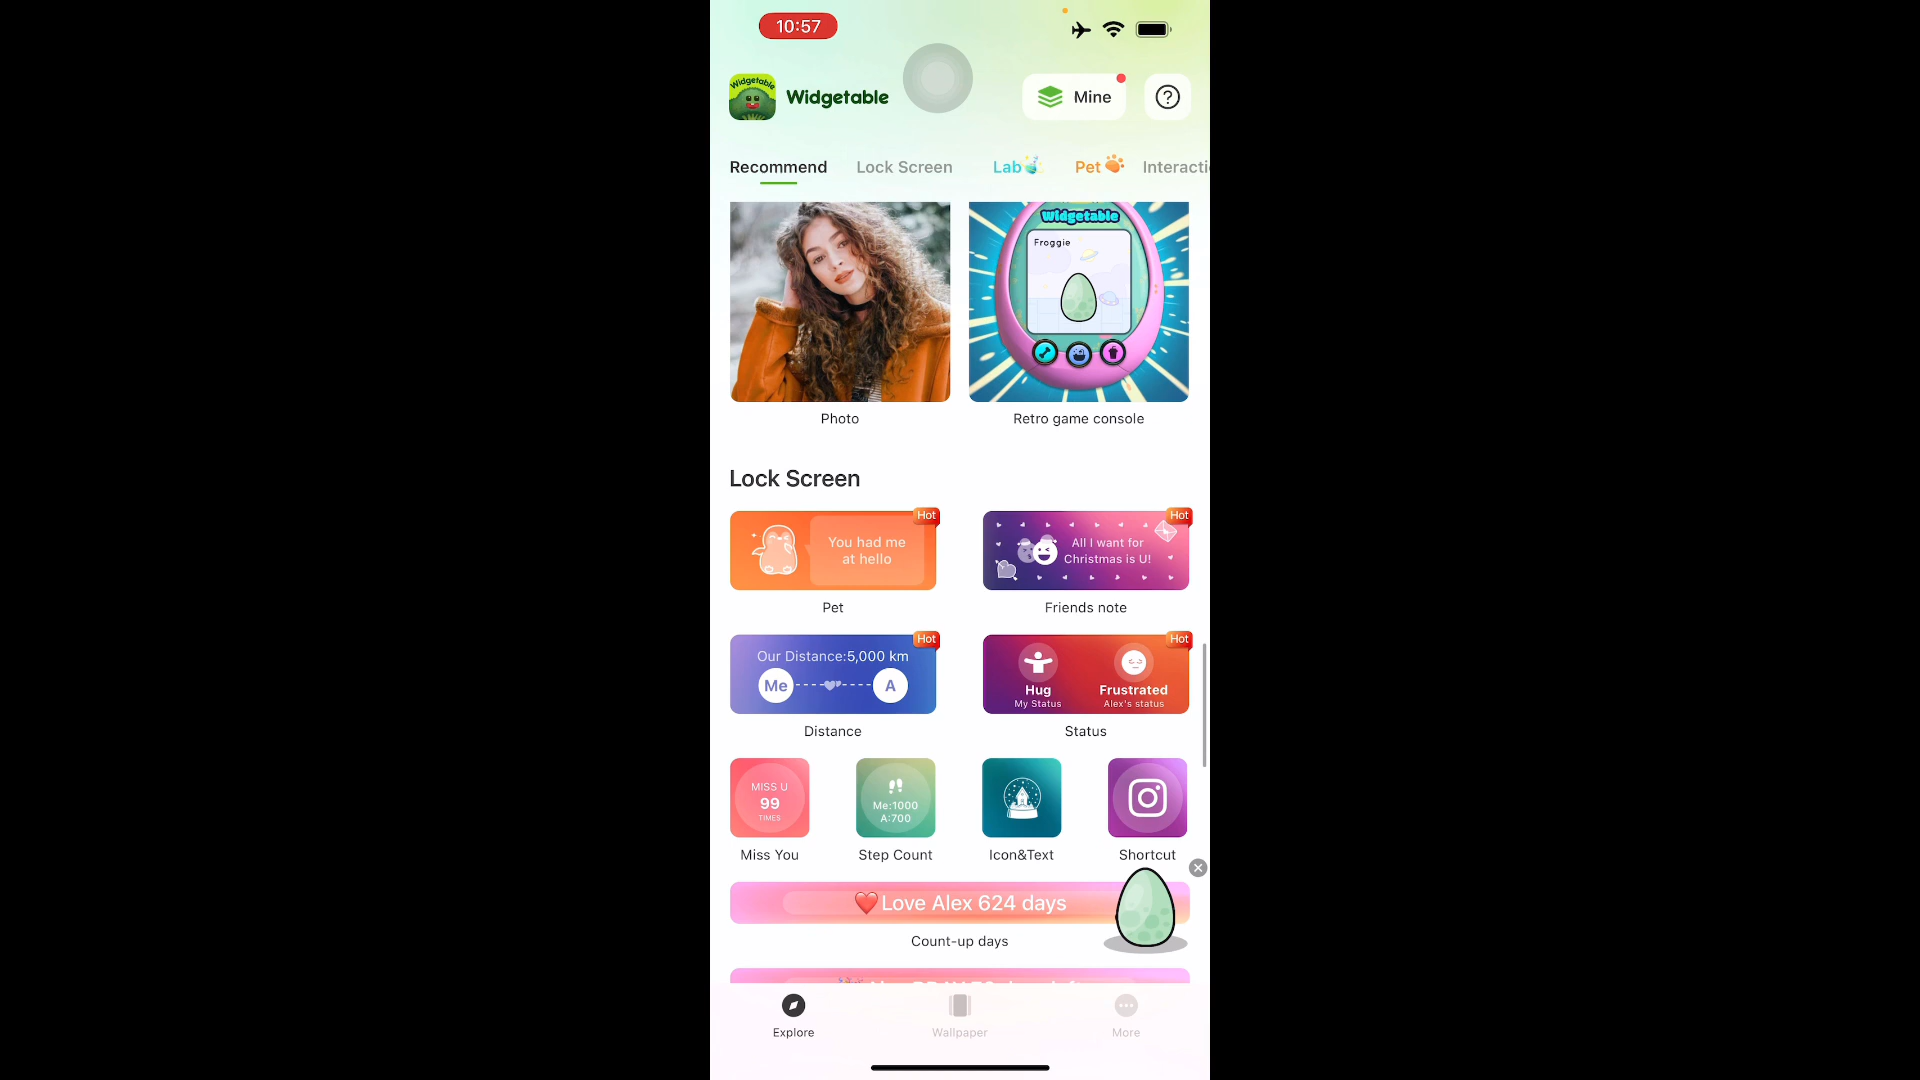 10:57
Widgetable
Widgetable
Mine
Recommend
Lock Screen
Lab
Pet
Interacti
Widgetable
Froggie
Photo
Retro game console
Lock Screen
Hot
You had me
at hello
Pet
Hot
All I want for
Christmas is U!
Friends note
Hot
Our Distance:5,000 km
Me
A
Distance
Hot
Hug
My Status
Frustrated
Alex's status
Status
MISS U
99
TIMES
Miss You
Me:1000
A:700
Step Count
Icon&Text
Shortcut
❤️Love Alex 624 days
Count-up days
Explore
Wallpaper
More